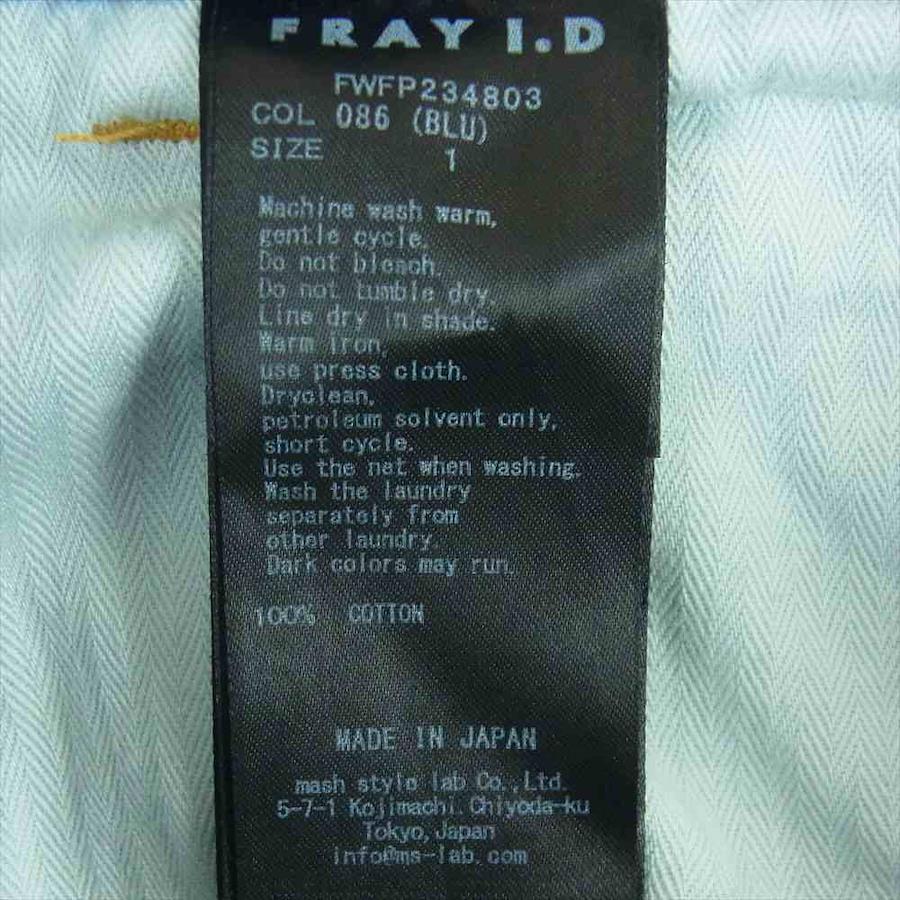 FRAY I.D
FWFP234803
COL 086 (BLU)
SIZE 1
Machine wash warm,
gentle cycle.
Do not bleach.
Do not tumble dry.
Line dry in shade.
Warm iron,
use press cloth.
Dryclean,
petroleum solvent only,
short cycle.
Use the net when washing.
Wash the laundry
separately from
other laundry.
Dark colors may run.
100% COTTON
MADE IN JAPAN
mash style lab Co.,Ltd.
5-7-1 Kojimachi.Chiyoda-ku
Tokyo,Japan
info@ms-lab.com